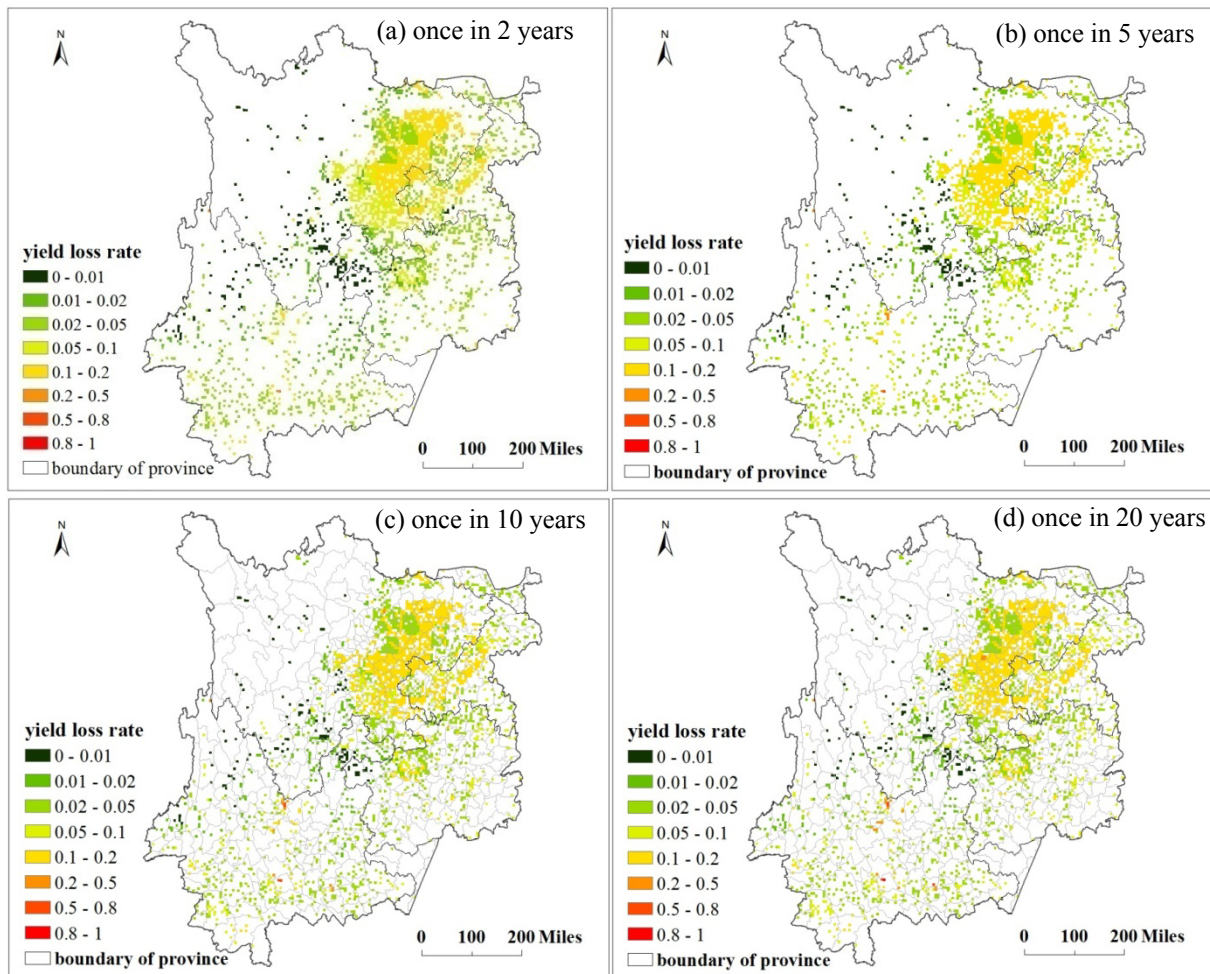 (a) once in 2 years
N
yield loss rate
0 - 0.01
0.01 - 0.02
0.02 - 0.05
0.05 - 0.1
0.1 - 0.2
0.2 - 0.5
0.5 - 0.8
0.8 - 1
boundary of province
0 100 200 Miles
(b) once in 5 years
N
yield loss rate
0 - 0.01
0.01 - 0.02
0.02 - 0.05
0.05 - 0.1
0.1 - 0.2
0.2 - 0.5
0.5 - 0.8
0.8 - 1
boundary of province
0 100 200 Miles
(c) once in 10 years
N
yield loss rate
0 - 0.01
0.01 - 0.02
0.02 - 0.05
0.05 - 0.1
0.1 - 0.2
0.2 - 0.5
0.5 - 0.8
0.8 - 1
boundary of province
0 100 200 Miles
(d) once in 20 years
N
yield loss rate
0 - 0.01
0.01 - 0.02
0.02 - 0.05
0.05 - 0.1
0.1 - 0.2
0.2 - 0.5
0.5 - 0.8
0.8 - 1
boundary of province
0 100 200 Miles